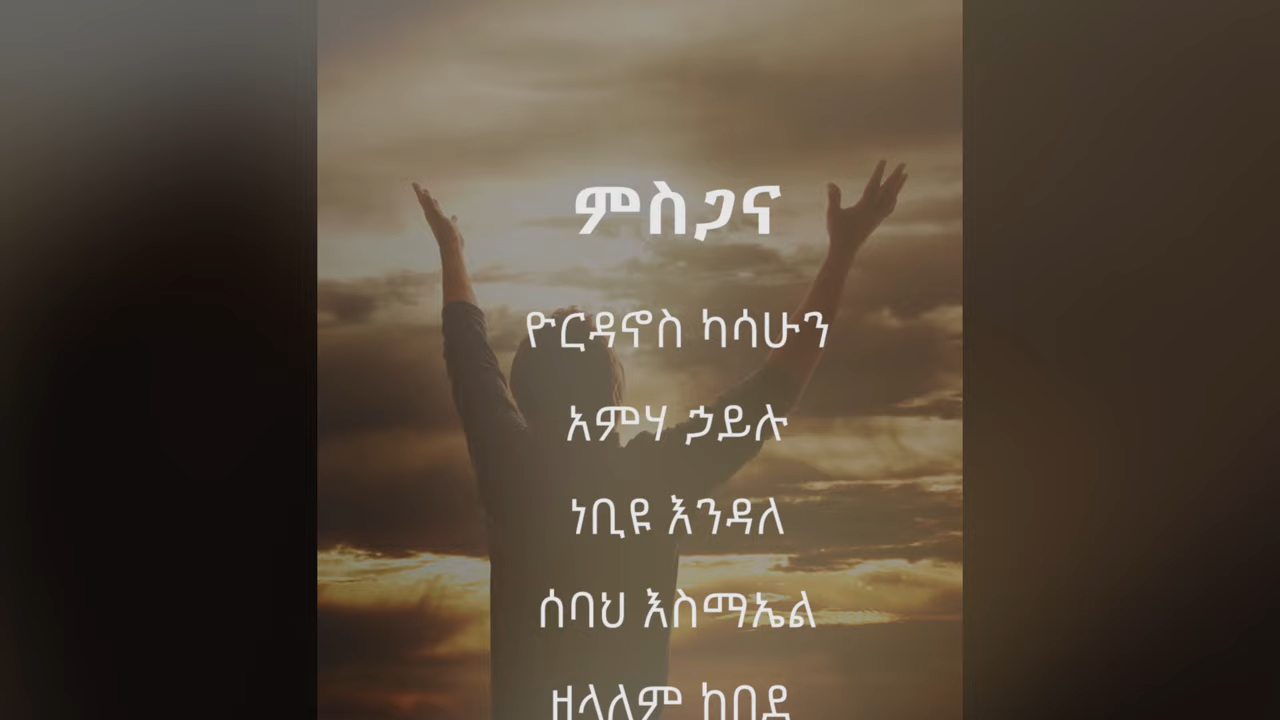 ምስጋና
ዮርዳኖስ ካሳሁን
አምሃ ኃይሉ
ነቢዩ እንዳለ
ሰባህ እስማኤል
ዘላለም ከበደ